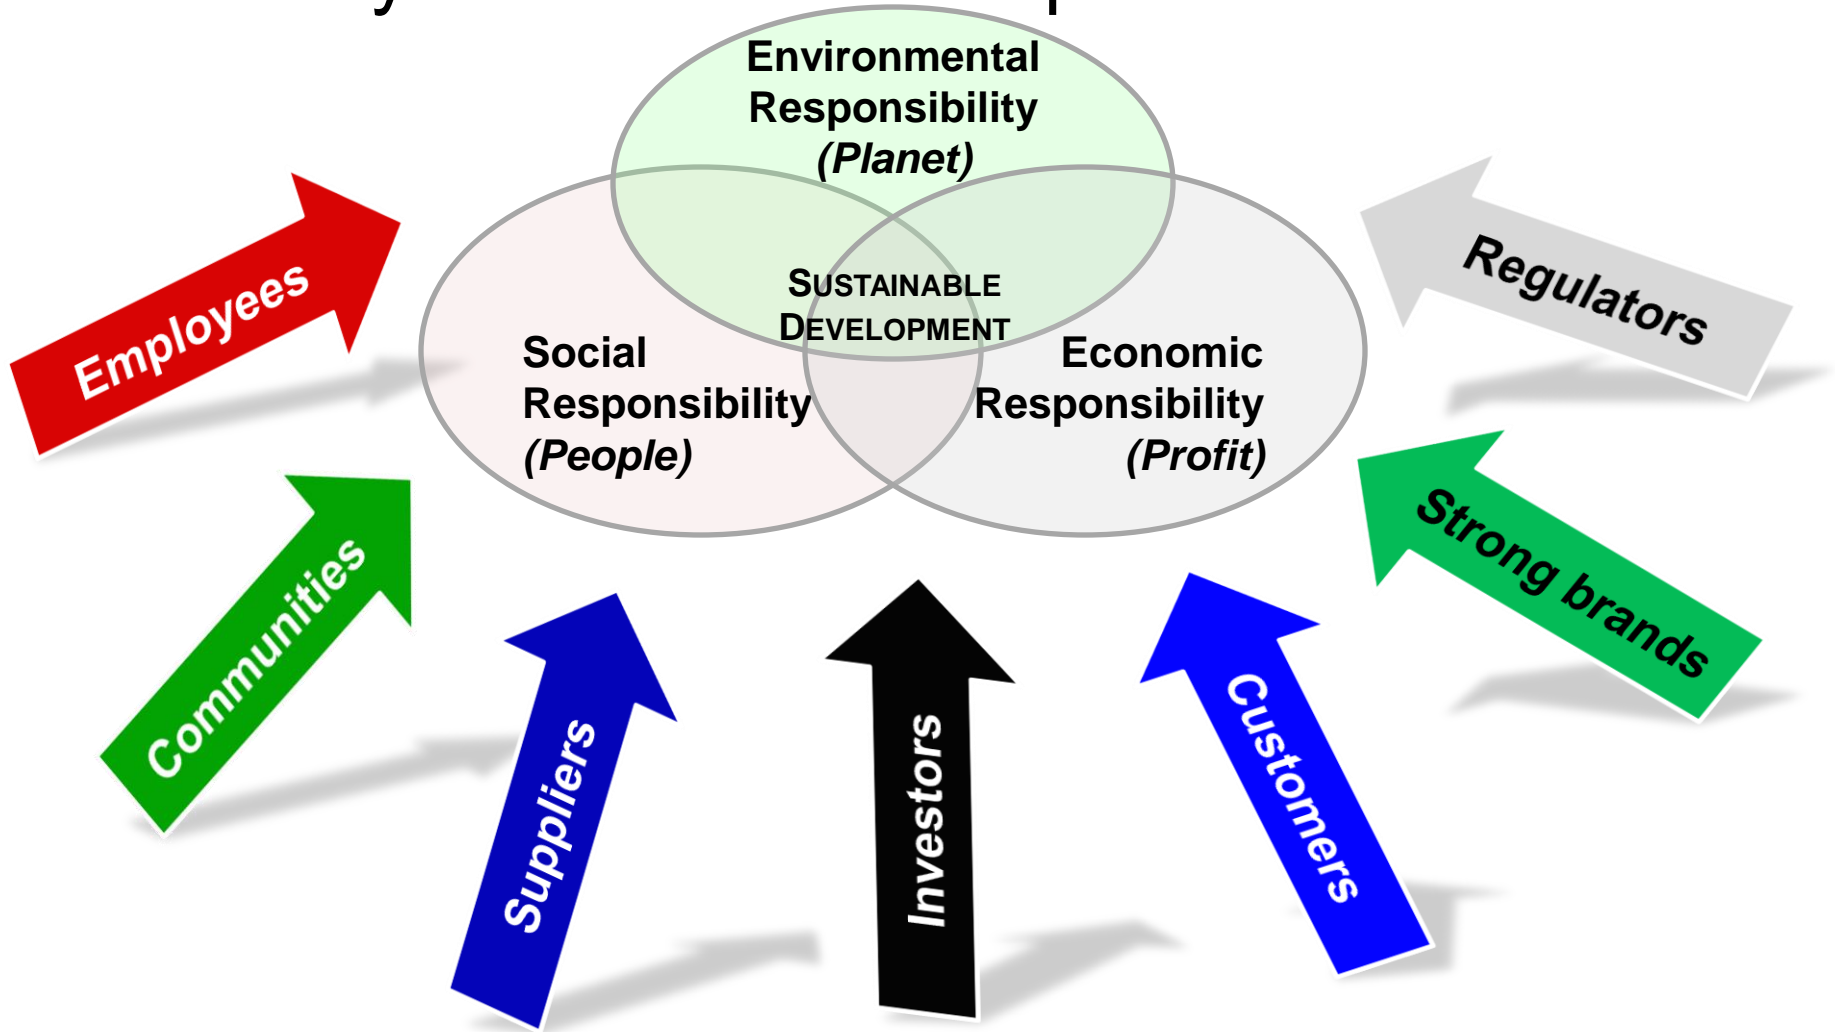 Environmental
Responsibility
(Planet)
SUSTAINABLE
DEVELOPMENT
Social
Responsibility
(People)
Economic
Responsibility
(Profit)
Employees
Communities
Suppliers
Investors
Customers
Strong brands
Regulators